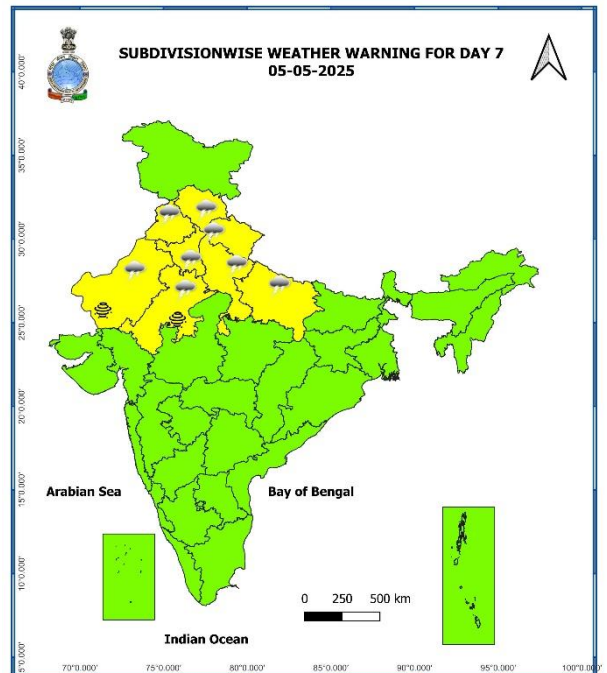 SUBDIVISIONWISE WEATHER WARNING FOR DAY 7
05-05-2025
40°0.000'
35°0.000'
30°0.000'
25°0.000'
20°0.000'
15°0.000'
10°0.000'
5°0.000'
Arabian Sea
Bay of Bengal
0 250 500 km
Indian Ocean
70°0.000' 75°0.000' 80°0.000' 85°0.000' 90°0.000' 95°0.000' 100°0.000'